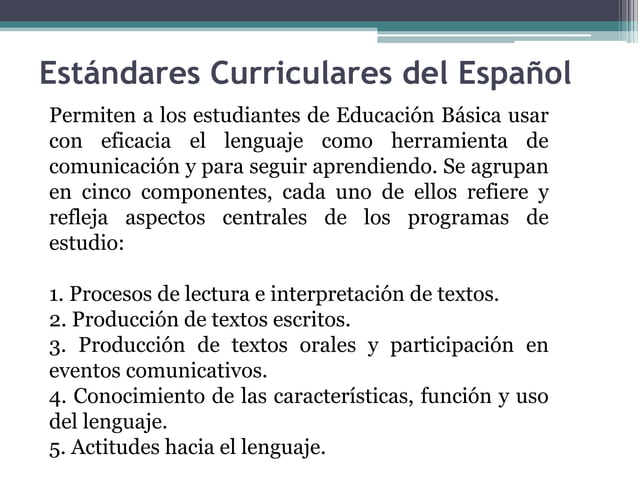 Estándares Curriculares del Español
Permiten a los estudiantes de Educación Básica usar
con eficacia el lenguaje como herramienta de
comunicación y para seguir aprendiendo. Se agrupan
en cinco componentes, cada uno de ellos refiere y
refleja aspectos centrales de los programas de
estudio:
1. Procesos de lectura e interpretación de textos.
2. Producción de textos escritos.
3. Producción de textos orales y participación en
eventos comunicativos.
4. Conocimiento de las características, función y uso
del lenguaje.
5. Actitudes hacia el lenguaje.